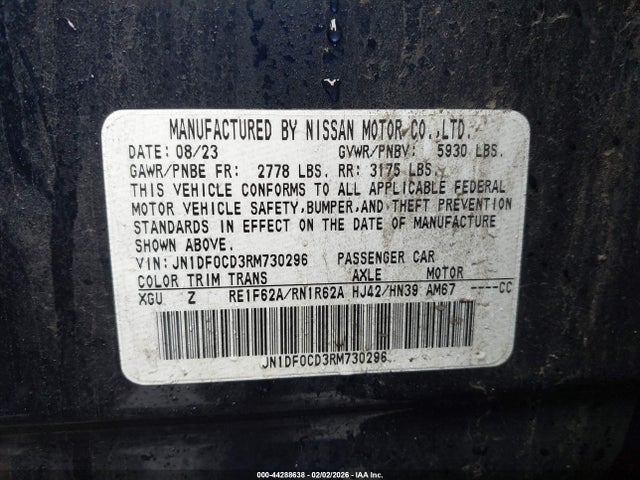 MANUFACTURED BY NISSAN MOTOR CO.,LTD.
DATE: 08/23 GVWR/PNBV: 5930 LBS.
GAWR/PNBE FR: 2778 LBS. RR: 3175 LBS.
THIS VEHICLE CONFORMS TO ALL APPLICABLE FEDERAL
MOTOR VEHICLE SAFETY,BUMPER,AND THEFT PREVENTION
STANDARDS IN EFFECT ON THE DATE OF MANUFACTURE
SHOWN ABOVE.
VIN: JN1DF0CD3RM730296 PASSENGER CAR
COLOR TRIM TRANS AXLE MOTOR
XGU Z RE1F62A/RN1R62A HJ42/HN39 AM67 ----CC
JN1DF0CD3RM730296
000-44288638 - 02/02/2026 - IAA Inc.